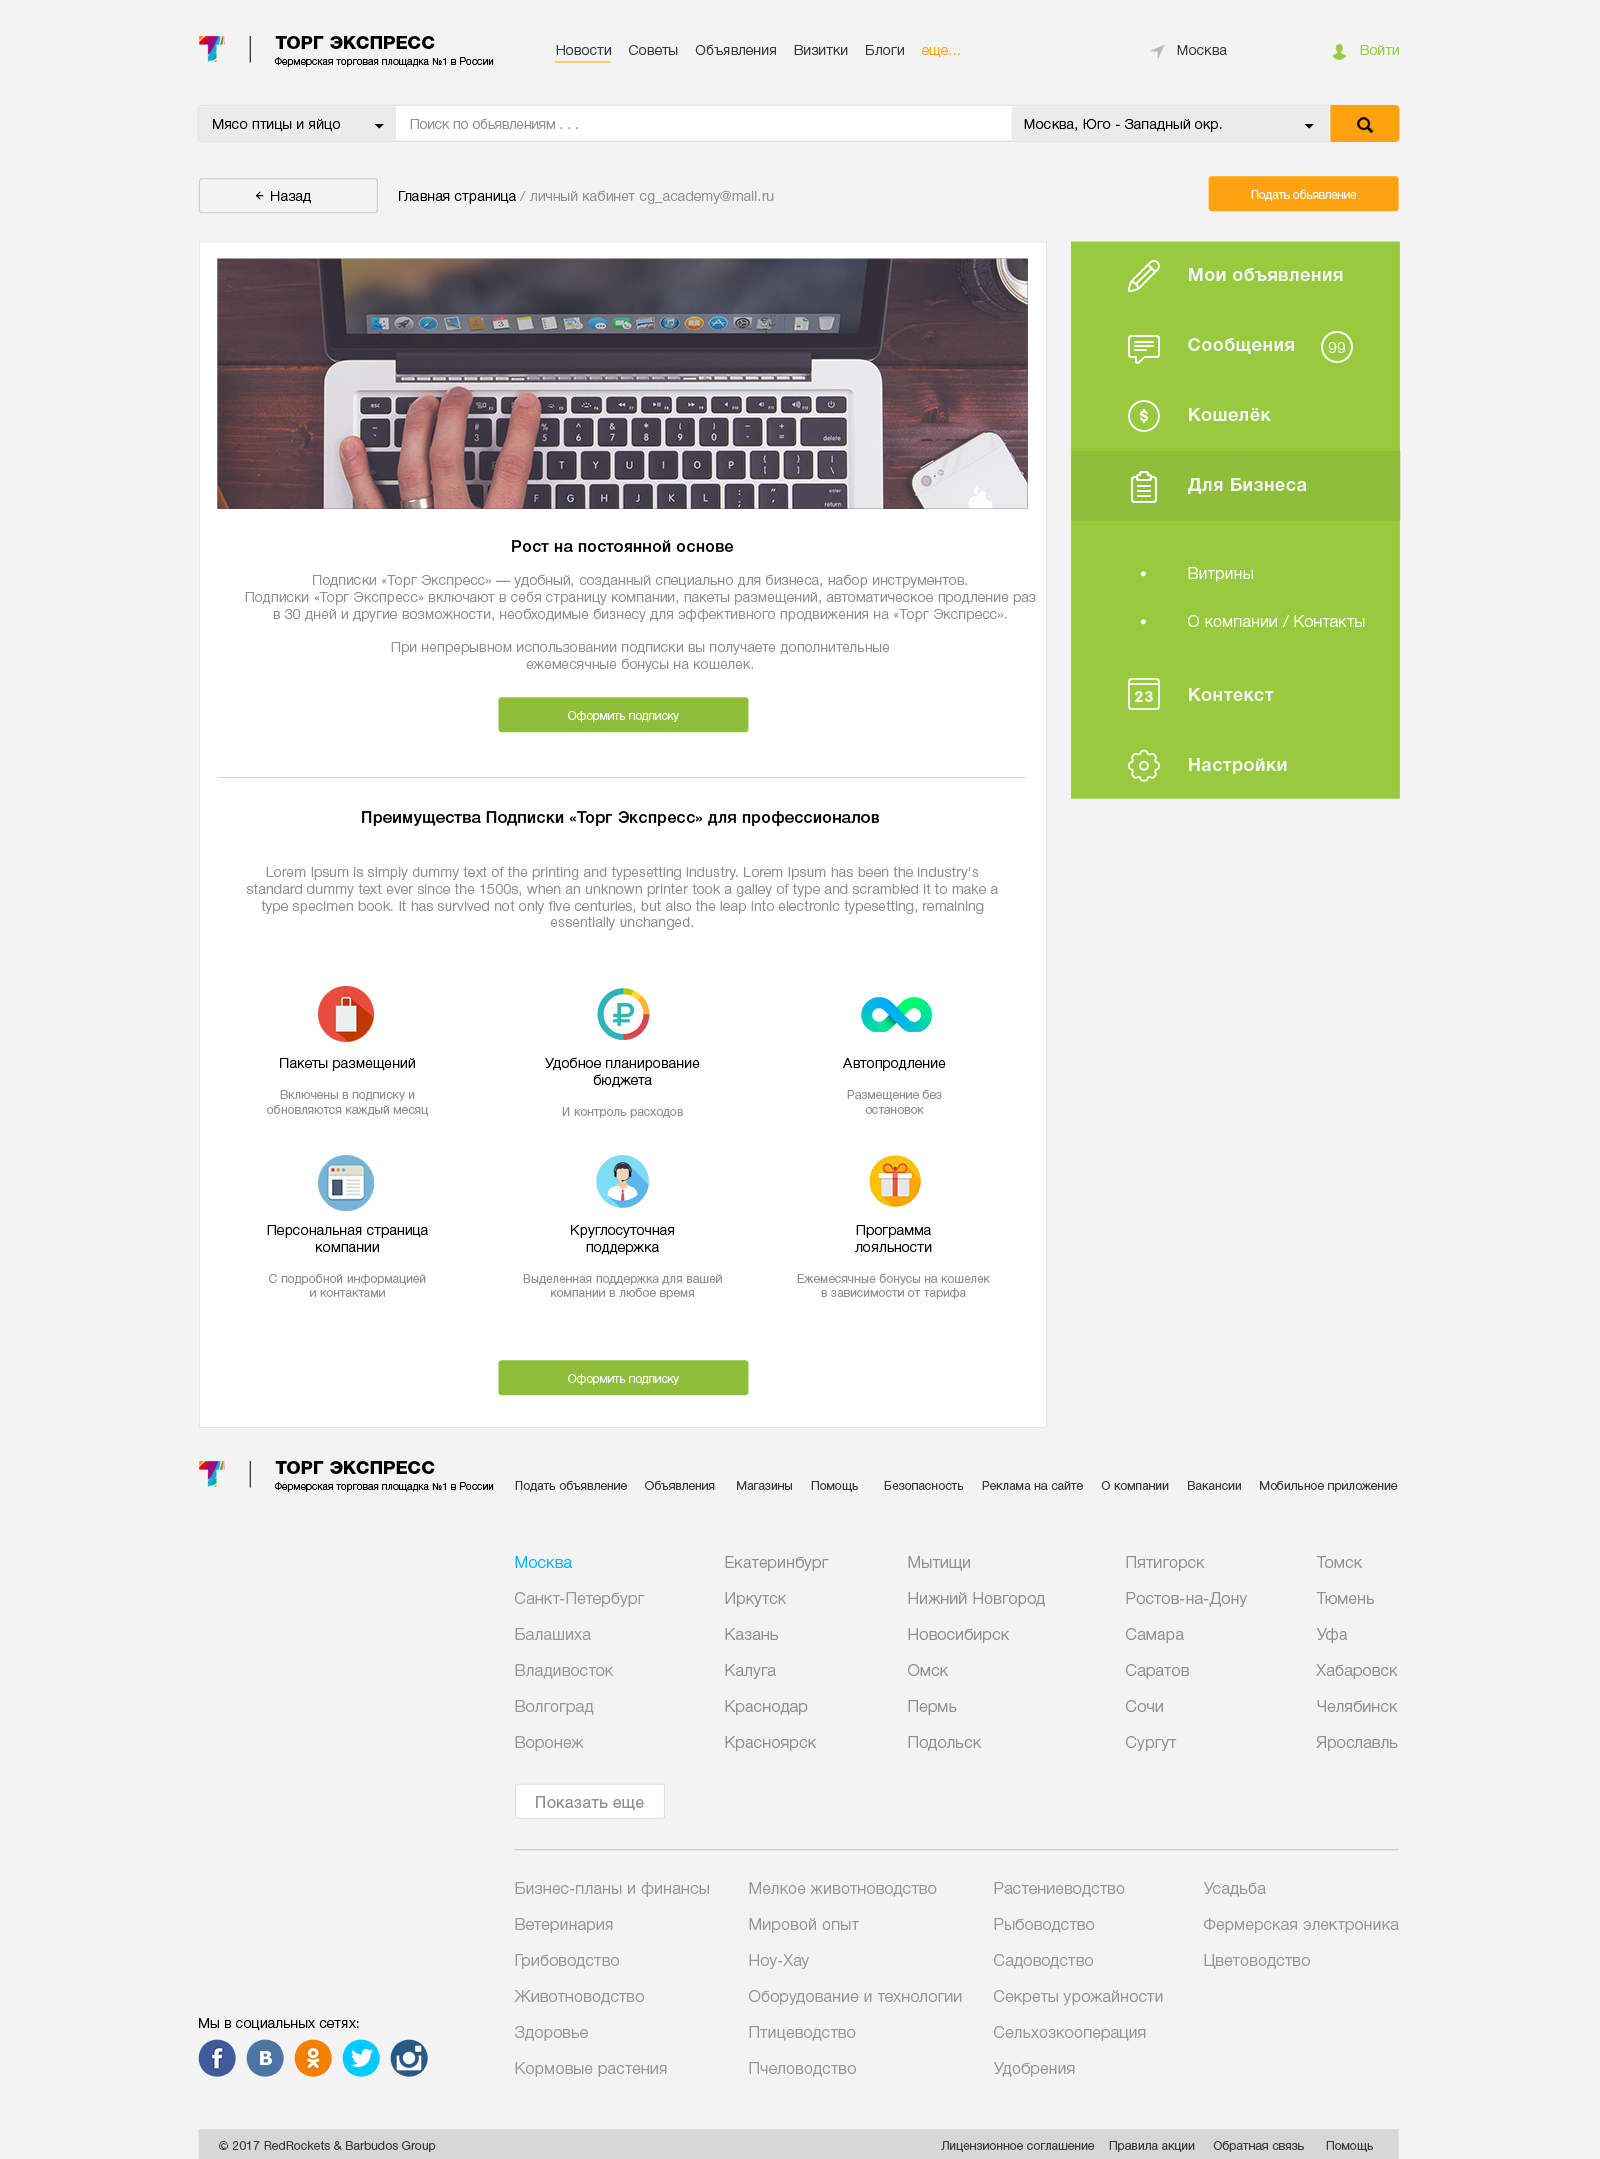 ТОРГ ЭКСПРЕСС
Фермерская торговая площадка №1 в России
Новости Советы Объявления Визитки Блоги еще...
Москва
Войти
Мясо птицы и яйцо
Поиск по объявлениям . . .
Москва, Юго - Западный окр.
← Назад
Главная страница / личный кабинет cg_academy@mail.ru
Подать объявление
Мои объявления
Сообщения 99
Кошелёк
Для Бизнеса
• Витрины
• О компании / Контакты
23 Контекст
Настройки
Рост на постоянной основе
Подписки «Торг Экспресс» — удобный, созданный специально для бизнеса, набор инструментов.
Подписки «Торг Экспресс» включают в себя страницу компании, пакеты размещений, автоматическое продление раз
в 30 дней и другие возможности, необходимые бизнесу для эффективного продвижения на «Торг Экспресс».
При непрерывном использовании подписки вы получаете дополнительные
ежемесячные бонусы на кошелек.
Оформить подписку
Преимущества Подписки «Торг Экспресс» для профессионалов
Lorem Ipsum is simply dummy text of the printing and typesetting industry. Lorem Ipsum has been the industry's
standard dummy text ever since the 1500s, when an unknown printer took a galley of type and scrambled it to make a
type specimen book. It has survived not only five centuries, but also the leap into electronic typesetting, remaining
essentially unchanged.
Пакеты размещений
Включены в подписку и
обновляются каждый месяц
Удобное планирование
бюджета
И контроль расходов
Автопродление
Размещение без
остановок
Персональная страница
компании
С подробной информацией
и контактами
Круглосуточная
поддержка
Выделенная поддержка для вашей
компании в любое время
Программа
лояльности
Ежемесячные бонусы на кошелек
в зависимости от тарифа
Оформить подписку
ТОРГ ЭКСПРЕСС
Фермерская торговая площадка №1 в России
Подать объявление Объявления Магазины Помощь Безопасность Реклама на сайте О компании Вакансии Мобильное приложение
Москва Екатеринбург Мытищи Пятигорск Томск
Санкт-Петербург Иркутск Нижний Новгород Ростов-на-Дону Тюмень
Балашиха Казань Новосибирск Самара Уфа
Владивосток Калуга Омск Саратов Хабаровск
Волгоград Краснодар Пермь Сочи Челябинск
Воронеж Красноярск Подольск Сургут Ярославль
Показать еще
Бизнес-планы и финансы Мелкое животноводство Растениеводство Усадьба
Ветеринария Мировой опыт Рыбоводство Фермерская электроника
Грибоводство Ноу-Хау Садоводство Цветоводство
Животноводство Оборудование и технологии Секреты урожайности
Здоровье Птицеводство Сельхозкооперация
Кормовые растения Пчеловодство Удобрения
Мы в социальных сетях:
© 2017 RedRockets & Barbudos Group
Лицензионное соглашение Правила акции Обратная связь Помощь